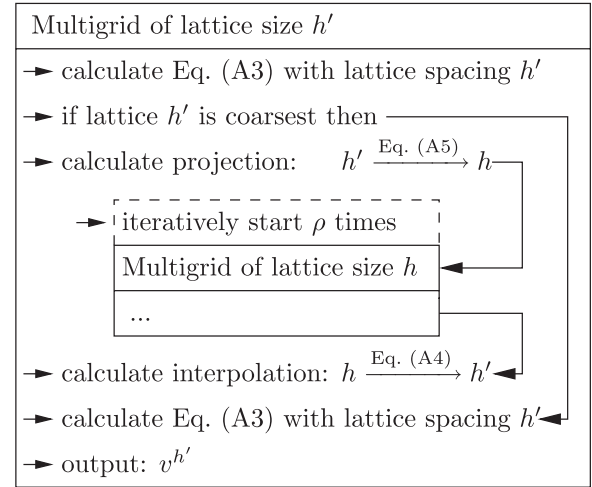 Multigrid of lattice size h′
calculate Eq. (A3) with lattice spacing h′
if lattice h′ is coarsest then
calculate projection: h′ Eq. (A5) h
iteratively start ρ times
Multigrid of lattice size h
...
calculate interpolation: h Eq. (A4) h′
calculate Eq. (A3) with lattice spacing h′
output: v^h′